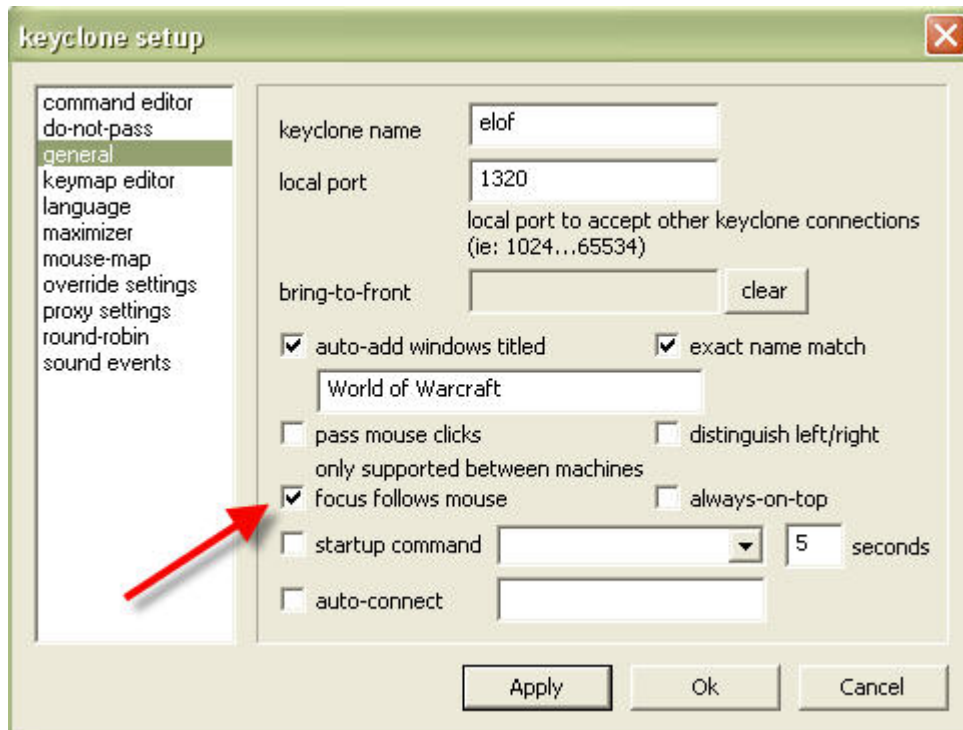 keyclone setup
command editor
do-not-pass
general
keymap editor
language
maximizer
mouse-map
override settings
proxy settings
round-robin
sound events
keyclone name elof
local port 1320
local port to accept other keyclone connections
(ie: 1024...65534)
bring-to-front clear
auto-add windows titled exact name match
World of Warcraft
pass mouse clicks distinguish left/right
only supported between machines
focus follows mouse always-on-top
startup command 5 seconds
auto-connect
Apply Ok Cancel